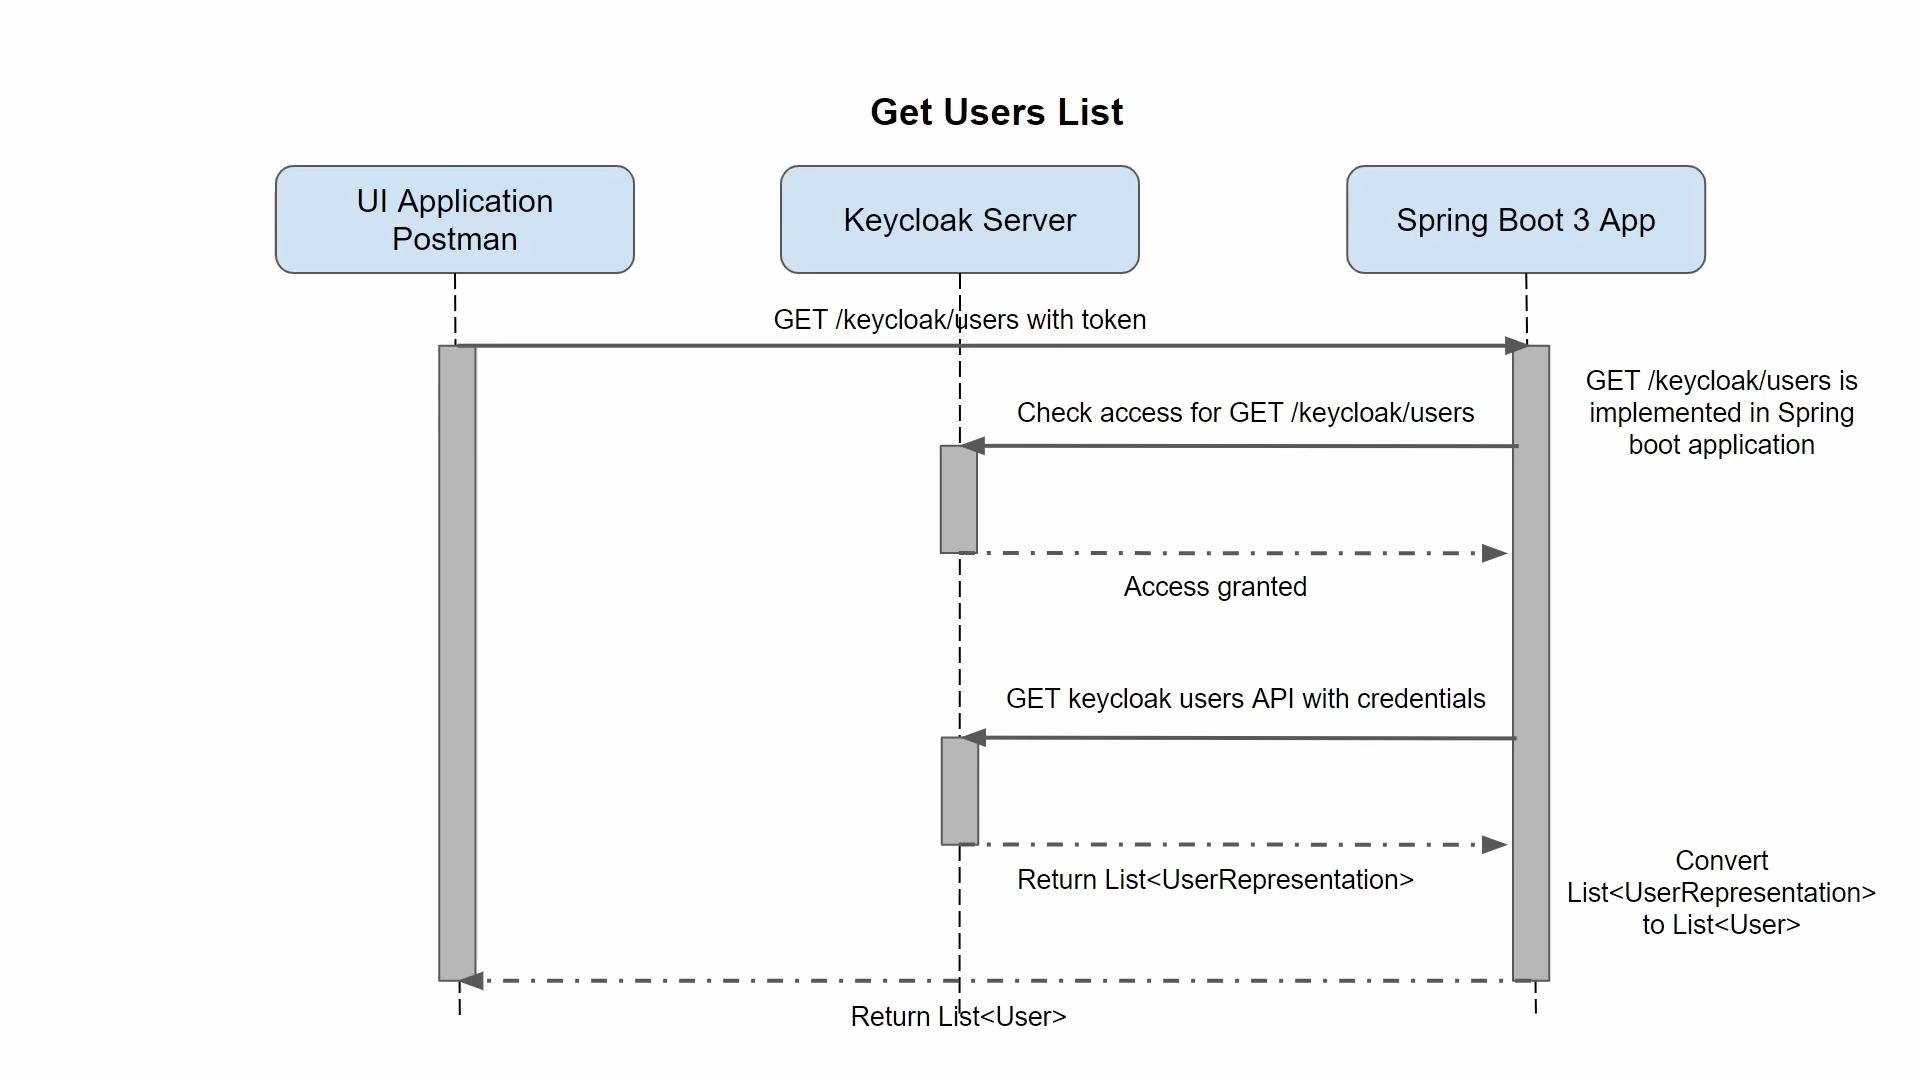 Get Users List
UI Application
Postman
Keycloak Server
Spring Boot 3 App
GET /keycloak/users with token
GET /keycloak/users is
implemented in Spring
boot application
Check access for GET /keycloak/users
Access granted
GET keycloak users API with credentials
Return List<UserRepresentation>
Convert
List<UserRepresentation>
to List<User>
Return List<User>